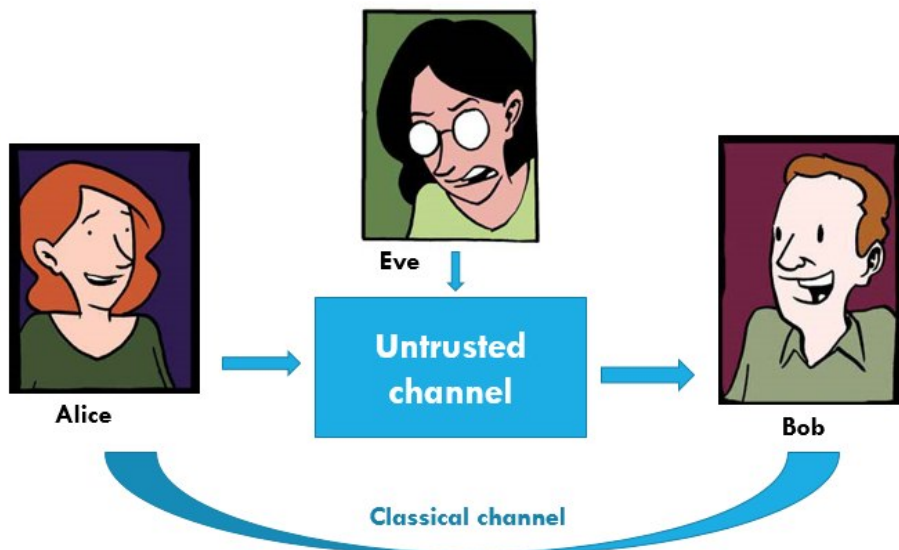 Eve
Untrusted
channel
Alice
Bob
Classical channel